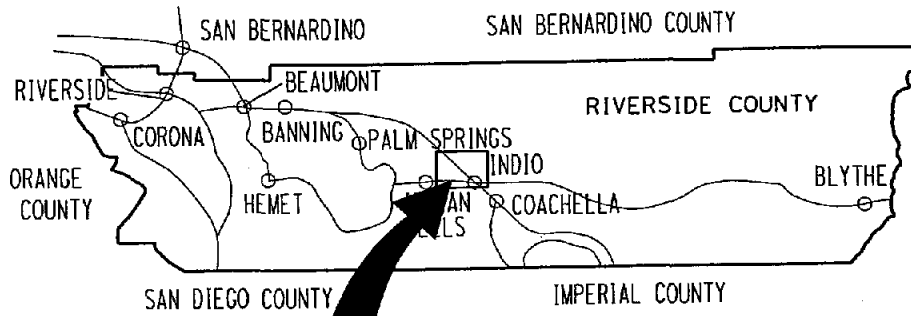 SAN BERNARDINO
SAN BERNARDINO COUNTY
BEAUMONT
RIVERSIDE
RIVERSIDE COUNTY
CORONA
BANNING
PALM SPRINGS
INDIO
ORANGE
COUNTY
HEMET
COACHELLA
BLYTHE
SAN DIEGO COUNTY
IMPERIAL COUNTY